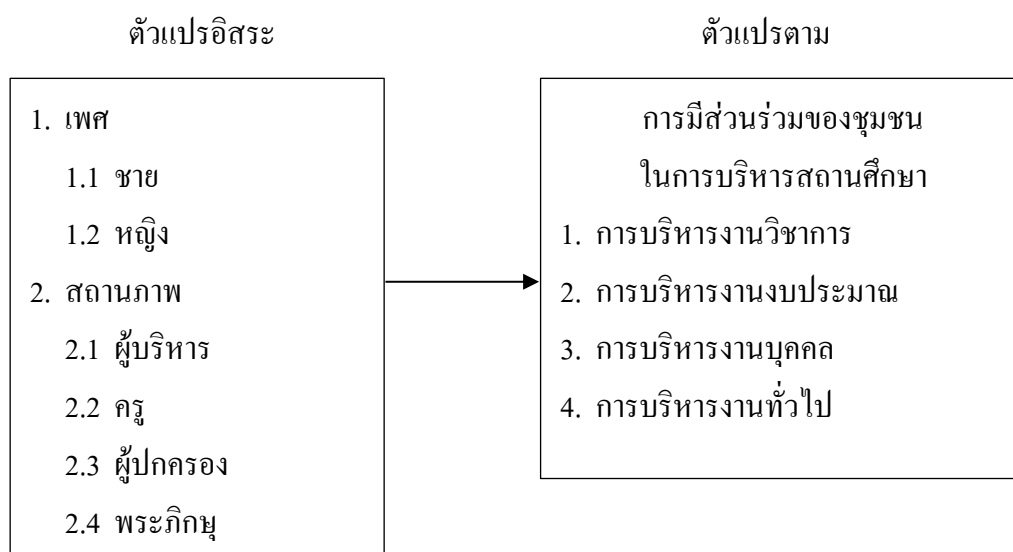 ตัวแปรอิสระ
1. เพศ
1.1 ชาย
1.2 หญิง
2. สถานภาพ
2.1 ผู้บริหาร
2.2 ครู
2.3 ผู้ปกครอง
2.4 พระภิกษุ
ตัวแปรตาม
การมีส่วนร่วมของชุมชน
ในการบริหารสถานศึกษา
1. การบริหารงานวิชาการ
2. การบริหารงานงบประมาณ
3. การบริหารงานบุคคล
4. การบริหารงานทั่วไป